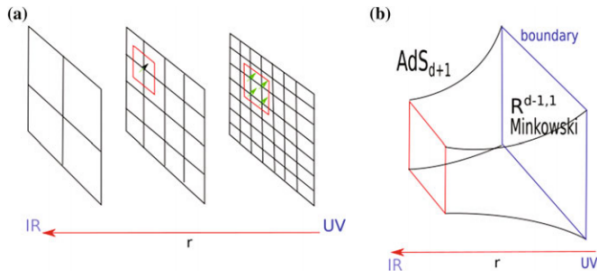 (a)
IR
r
UV
(b)
boundary
AdS_{d+1}
R^{d-1,1}
Minkowski
IR
r
UV